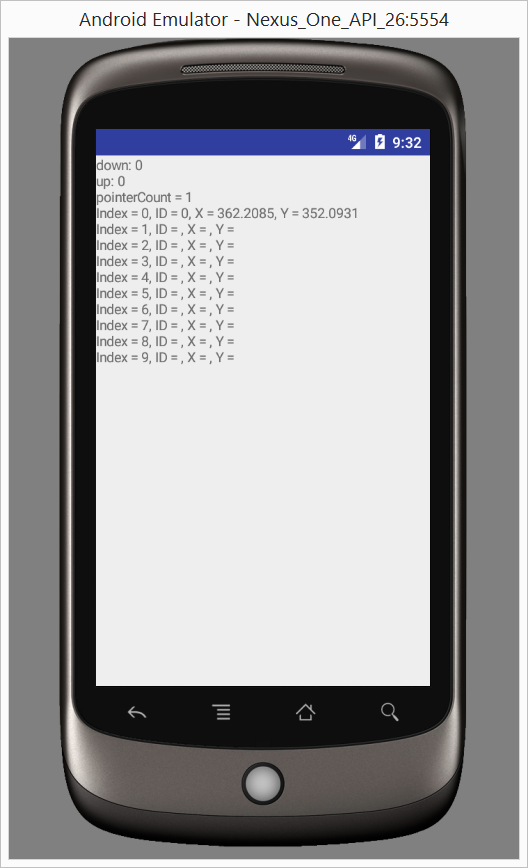 Android Emulator - Nexus_One_API_26:5554
4G 9:32
down: 0
up: 0
pointerCount = 1
Index = 0, ID = 0, X = 362.2085, Y = 352.0931
Index = 1, ID = , X = , Y =
Index = 2, ID = , X = , Y =
Index = 3, ID = , X = , Y =
Index = 4, ID = , X = , Y =
Index = 5, ID = , X = , Y =
Index = 6, ID = , X = , Y =
Index = 7, ID = , X = , Y =
Index = 8, ID = , X = , Y =
Index = 9, ID = , X = , Y =